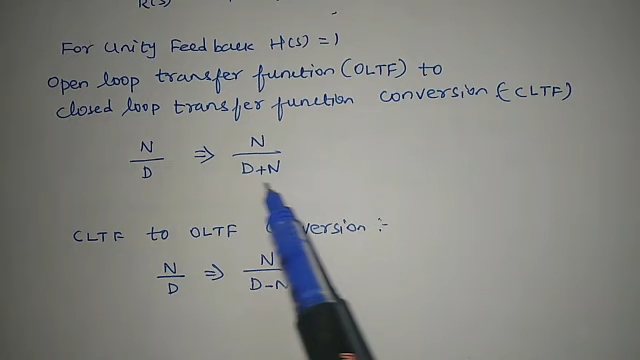 R(s)
For Unity Feedback H(s) = 1
Open loop transfer function (OLTF) to
closed loop transfer function conversion (CLTF)
N/D ⇒ N/D+N
CLTF to OLTF version :-
N/D ⇒ N/D-N